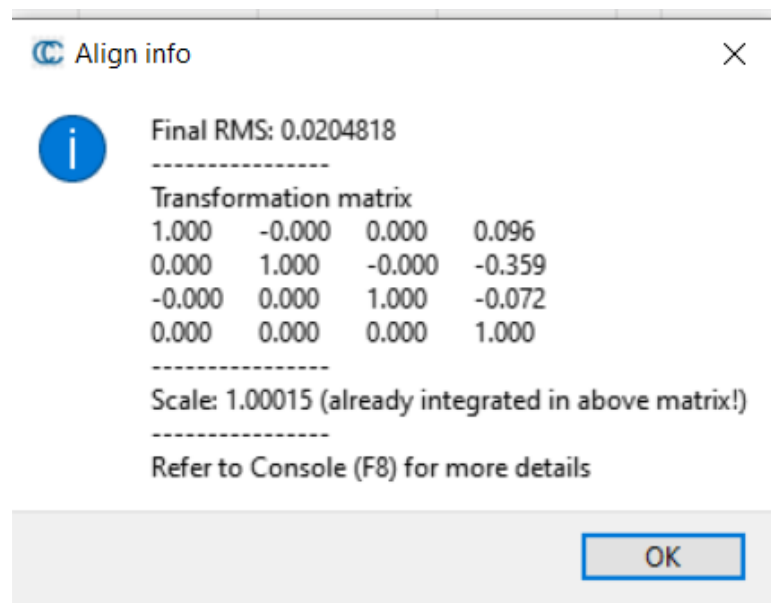 Align info
Final RMS: 0.0204818
----------------
Transformation matrix
1.000 -0.000 0.000 0.096
0.000 1.000 -0.000 -0.359
-0.000 0.000 1.000 -0.072
0.000 0.000 0.000 1.000
----------------
Scale: 1.00015 (already integrated in above matrix!)
----------------
Refer to Console (F8) for more details
OK